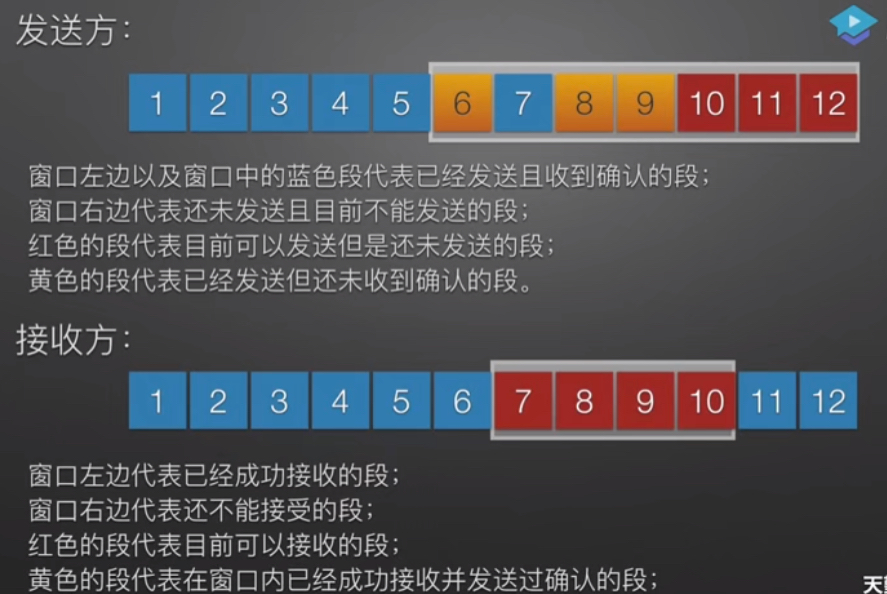 发送方：
1 2 3 4 5 6 7 8 9 10 11 12
窗口左边以及窗口中的蓝色段代表已经发送且收到确认的段；
窗口右边代表还未发送且目前不能发送的段；
红色的段代表目前可以发送但是还未发送的段；
黄色的段代表已经发送但还未收到确认的段。
接收方：
1 2 3 4 5 6 7 8 9 10 11 12
窗口左边代表已经成功接收的段；
窗口右边代表还不能接受的段；
红色的段代表目前可以接收的段；
黄色的段代表在窗口内已经成功接收并发送过确认的段；
天